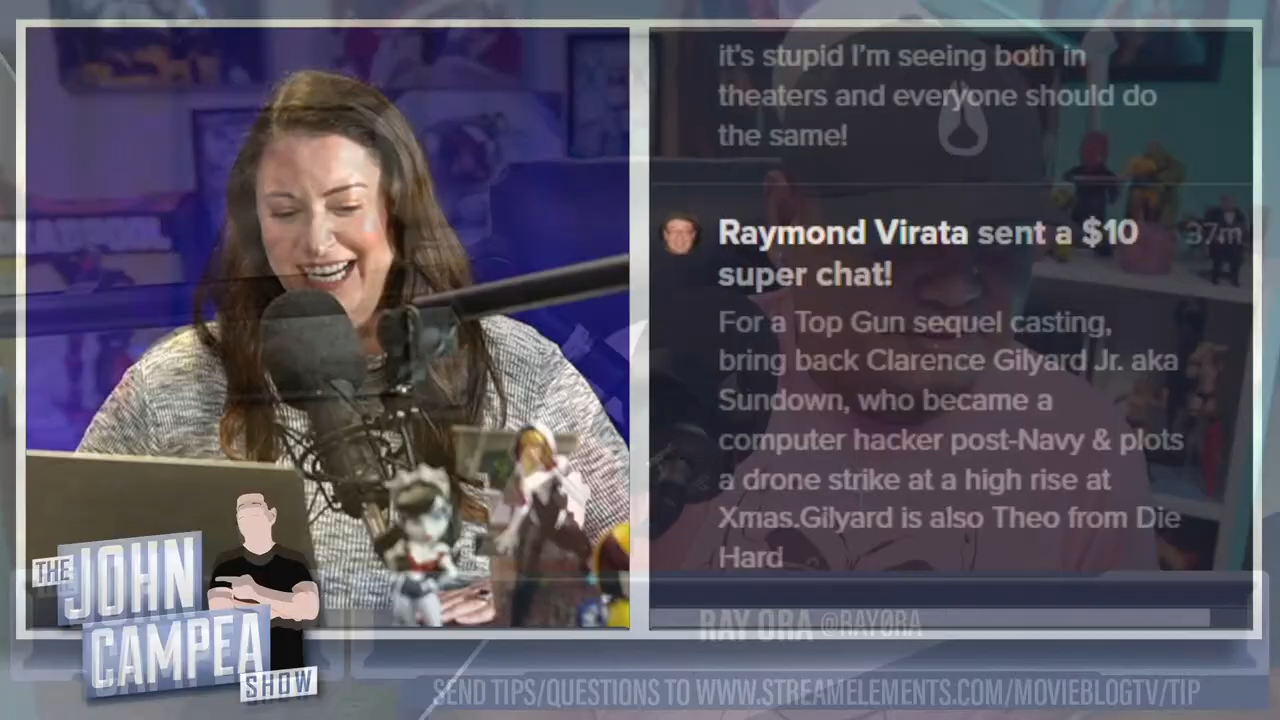 it's stupid I'm seeing both in
theaters and everyone should do
the same!
Raymond Virata sent a $10
37m
super chat!
For a Top Gun sequel casting,
bring back Clarence Gilyard Jr. aka
Sundown, who became a
computer hacker post-Navy & plots
a drone strike at a high rise at
Xmas.Gilyard is also Theo from Die
Hard
THE
JOHN
CAMPEA
SHOW
RAY ORA @RAYØRA
SEND TIPS/QUESTIONS TO WWW.STREAMELEMENTS.COM/MOVIEBLOGTV/TIP